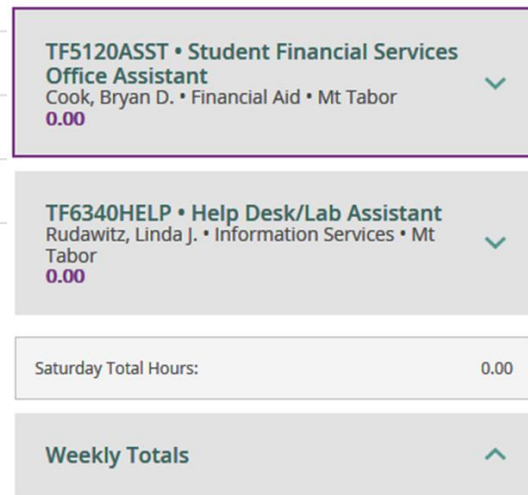 TF5120ASST • Student Financial Services
Office Assistant
Cook, Bryan D. • Financial Aid • Mt Tabor
0.00
TF6340HELP • Help Desk/Lab Assistant
Rudawitz, Linda J. • Information Services • Mt
Tabor
0.00
Saturday Total Hours: 0.00
Weekly Totals